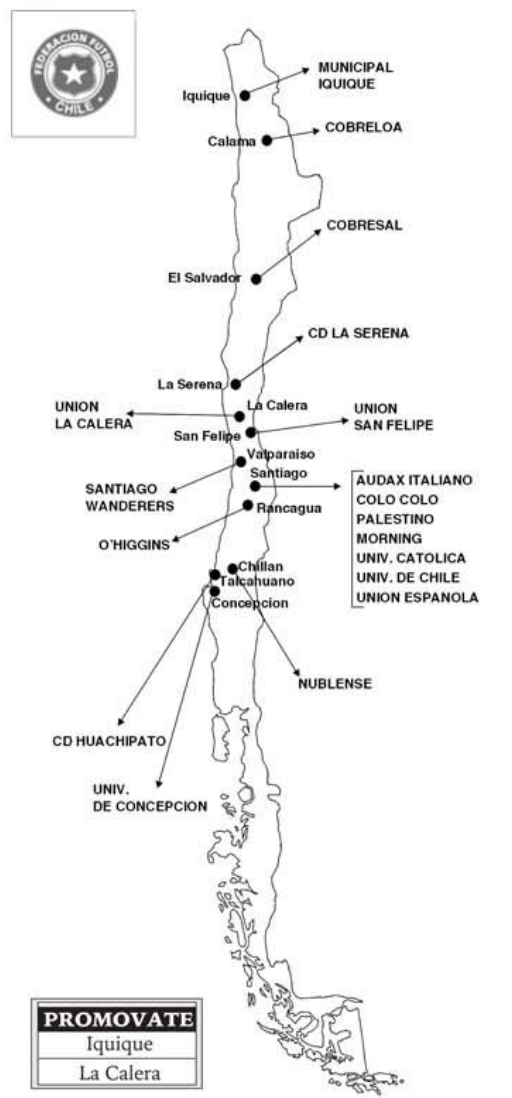 FEDERACION FUTBOL
• CHILE •
MUNICIPAL
IQUIQUE
Iquique
COBRELOA
Calama
COBRESAL
El Salvador
CD LA SERENA
La Serena
UNION
LA CALERA
La Calera
UNION
SAN FELIPE
San Felipe
Valparaiso
Santiago
SANTIAGO
WANDERERS
AUDAX ITALIANO
COLO COLO
PALESTINO
MORNING
UNIV. CATOLICA
UNIV. DE CHILE
UNION ESPANOLA
Rancagua
O'HIGGINS
Chillan
Talcahuano
Concepcion
NUBLENSE
CD HUACHIPATO
UNIV.
DE CONCEPCION
PROMOVATE
Iquique
La Calera